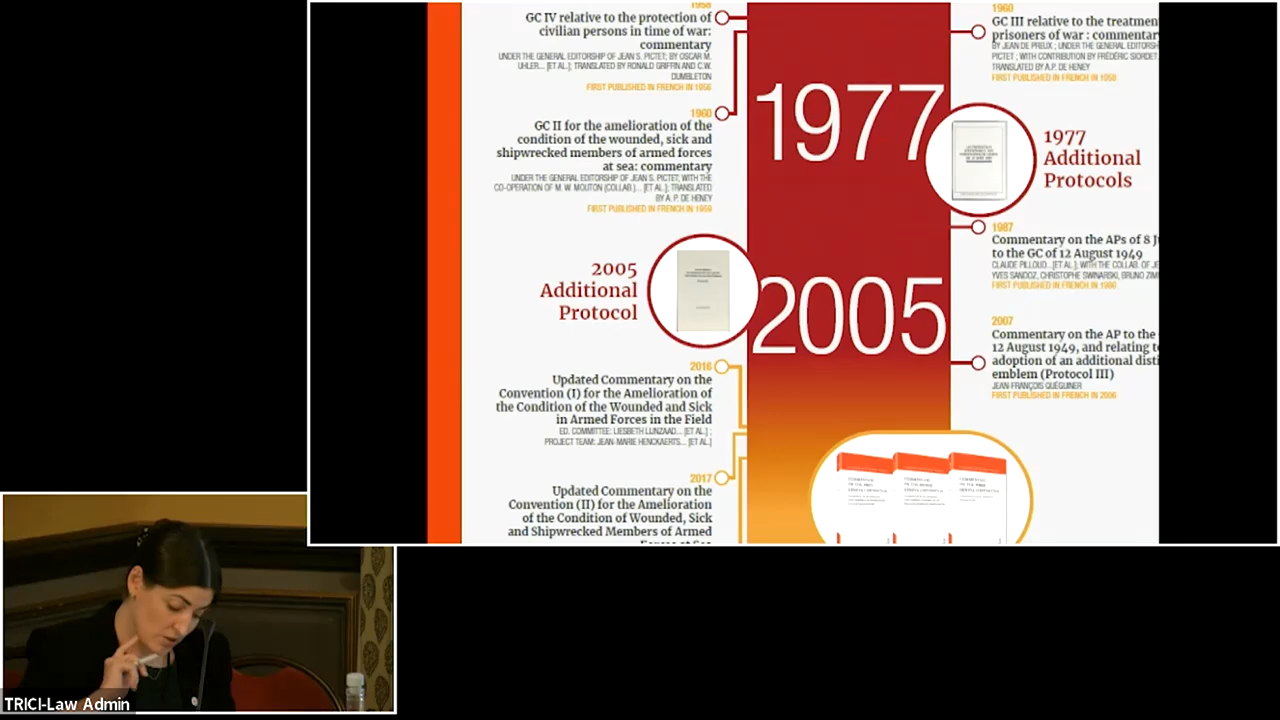 1958
GC IV relative to the protection of
civilian persons in time of war:
commentary
UNDER THE GENERAL EDITORSHIP OF JEAN S. PICTET; BY OSCAR M.
UHLER... [ET AL.]; TRANSLATED BY RONALD GRIFFIN AND C.W.
DUMBLETON
FIRST PUBLISHED IN FRENCH IN 1956
1960
GC II for the amelioration of the
condition of the wounded, sick and
shipwrecked members of armed forces
at sea: commentary
UNDER THE GENERAL EDITORSHIP OF JEAN S. PICTET; WITH THE
CO-OPERATION OF M. W. MOUTON (COLLAB.)... [ET AL.]; TRANSLATED
BY A. P. DE HENEY
FIRST PUBLISHED IN FRENCH IN 1959
2005
Additional
Protocol
2016
Updated Commentary on the
Convention (I) for the Amelioration of
the Condition of the Wounded and Sick
in Armed Forces in the Field
ED. COMMITTEE: LIESBETH LIJNZAAD... [ET AL.] ;
PROJECT TEAM: JEAN-MARIE HENCKAERTS... [ET AL.]
2017
Updated Commentary on the
Convention (II) for the Amelioration
of the Condition of Wounded, Sick
and Shipwrecked Members of Armed
Forces at Sea
1977
2005
1960
GC III relative to the treatment
prisoners of war : commentary
BY JEAN DE PREUX ; UNDER THE GENERAL EDITORSH
PICTET ; WITH CONTRIBUTION BY FRÉDÉRIC SIORDET
TRANSLATED BY A.P. DE HENEY
FIRST PUBLISHED IN FRENCH IN 1958
1977
Additional
Protocols
1987
Commentary on the APs of 8 J
to the GC of 12 August 1949
CLAUDE PILLOUD...[ET AL.]; WITH THE COLLAB. OF JE
YVES SANDOZ, CHRISTOPHE SWINARSKI, BRUNO ZIM
FIRST PUBLISHED IN FRENCH IN 1986
2007
Commentary on the AP to the
12 August 1949, and relating to
adoption of an additional disti
emblem (Protocol III)
JEAN-FRANÇOIS QUÉGUINER
FIRST PUBLISHED IN FRENCH IN 2006
TRICI-Law Admin